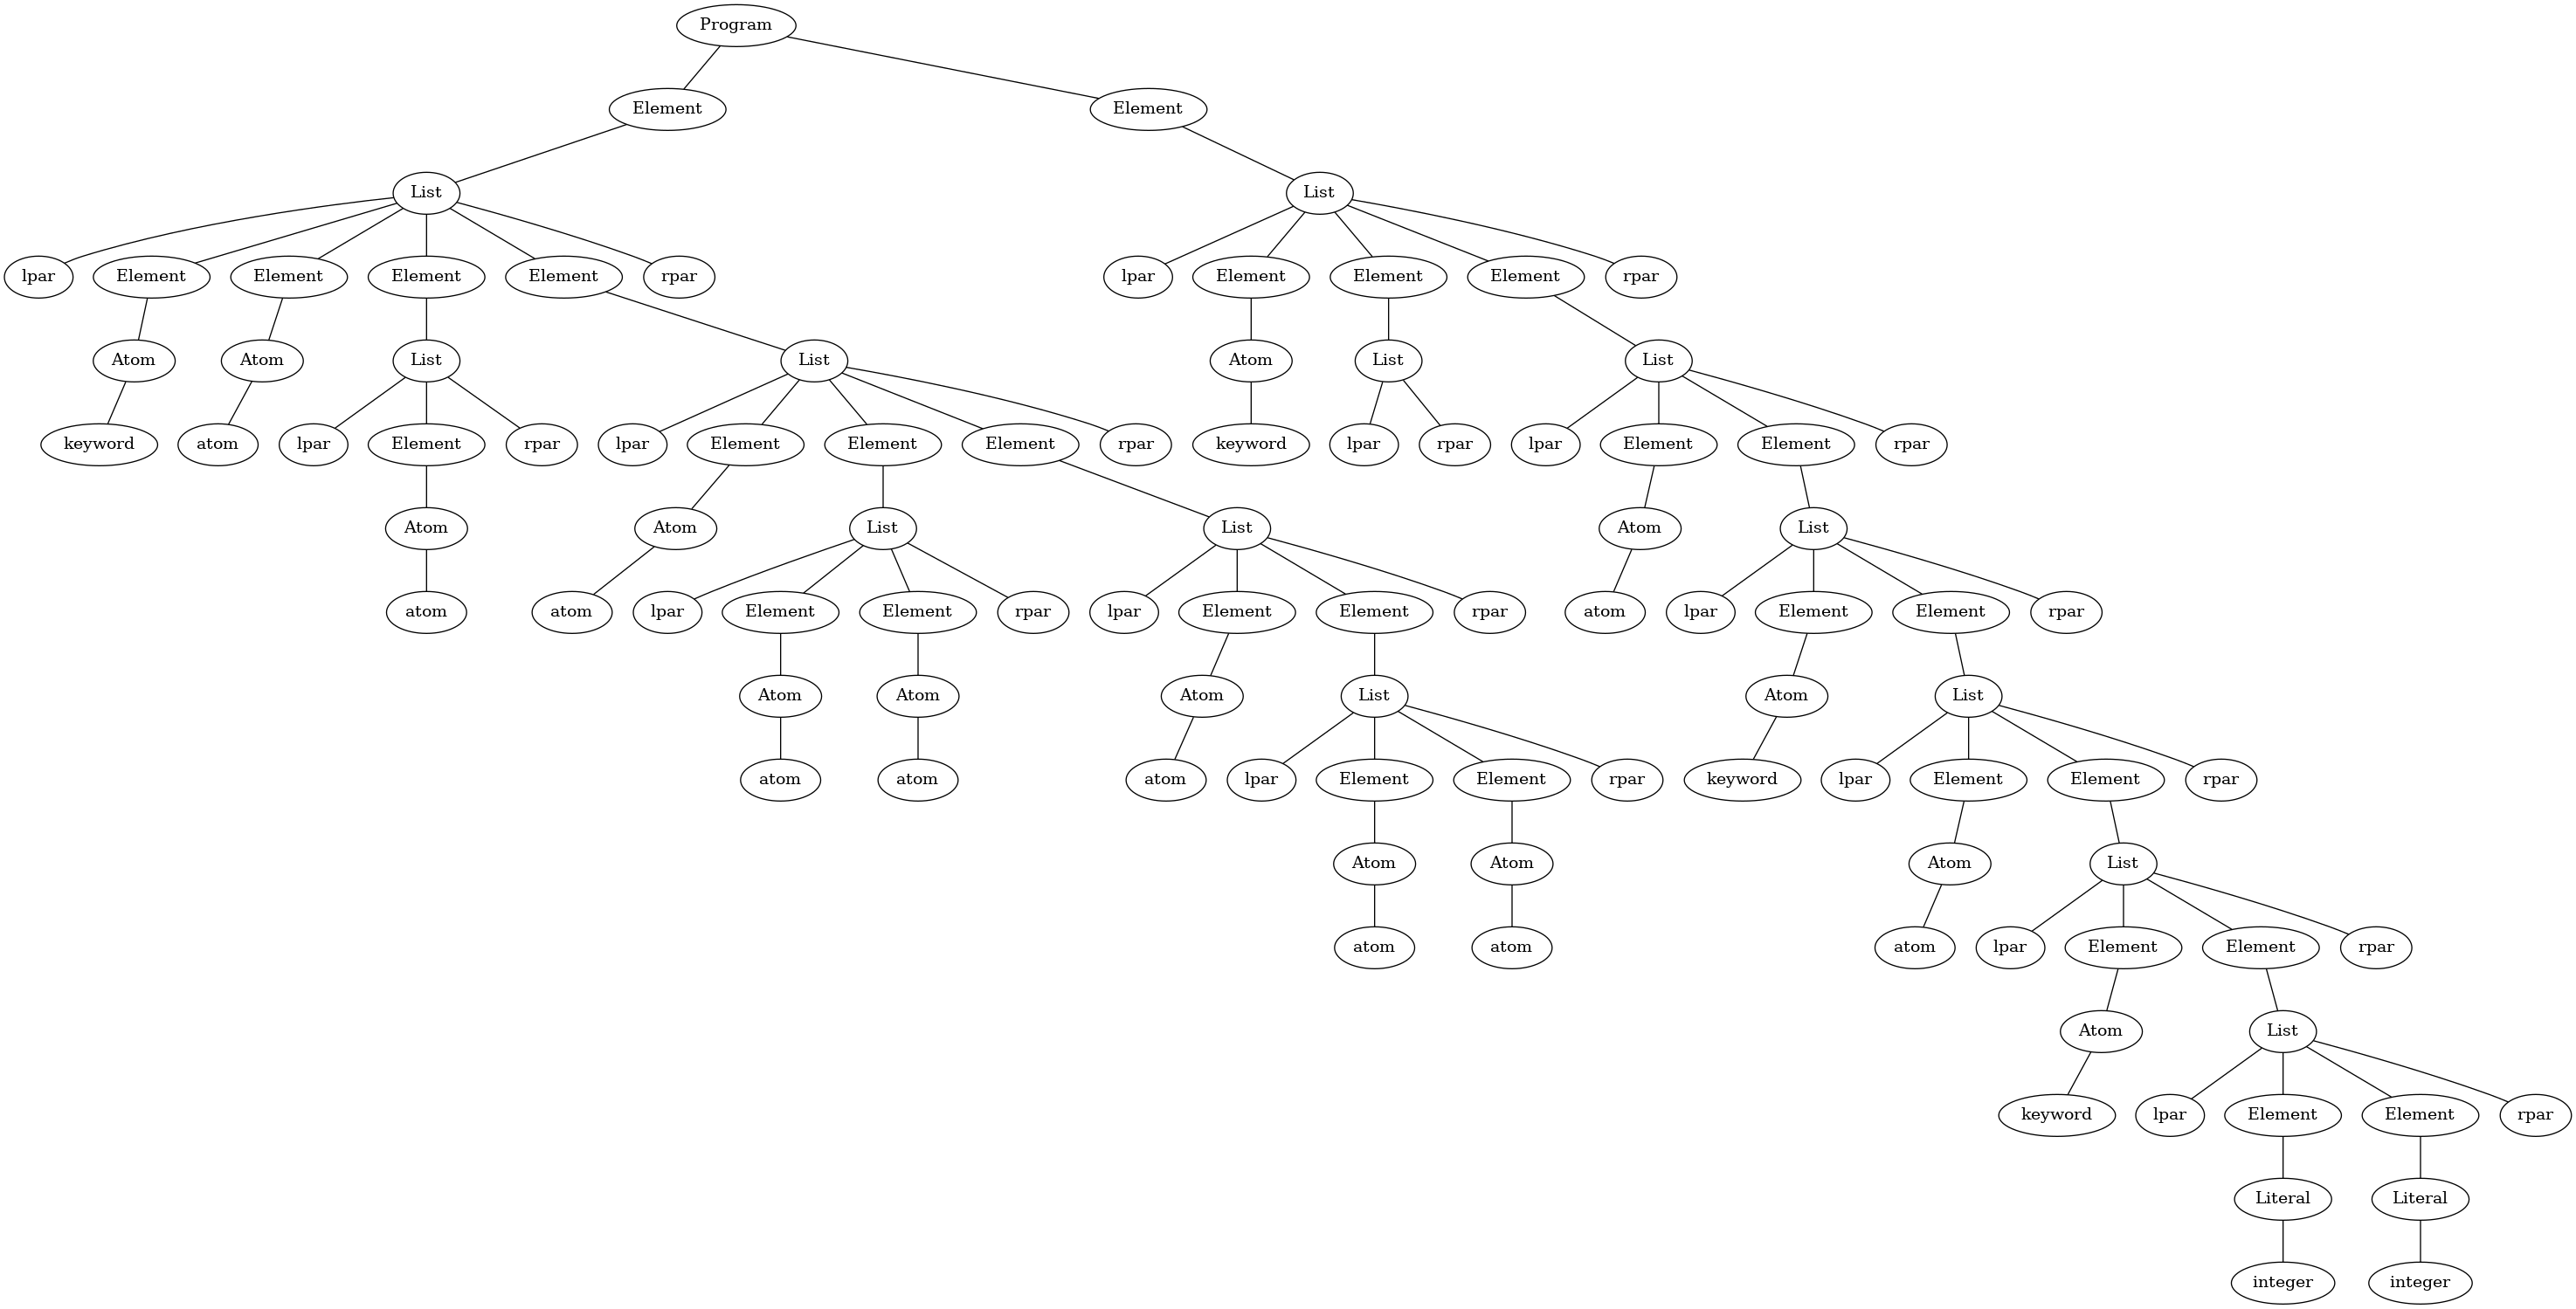 Program
Element Element
List List
lpar Element Element Element Element rpar lpar Element Element Element rpar
Atom Atom List List Atom List List
keyword atom lpar Element rpar lpar Element Element Element rpar keyword lpar rpar lpar Element Element rpar
Atom Atom List List Atom List
atom atom lpar Element Element rpar lpar Element Element rpar atom lpar Element Element rpar
Atom Atom Atom List Atom List
atom atom atom lpar Element Element rpar keyword lpar Element Element rpar
Atom Atom Atom List
atom atom atom lpar Element Element rpar
Atom List
keyword lpar Element Element rpar
Literal Literal
integer integer